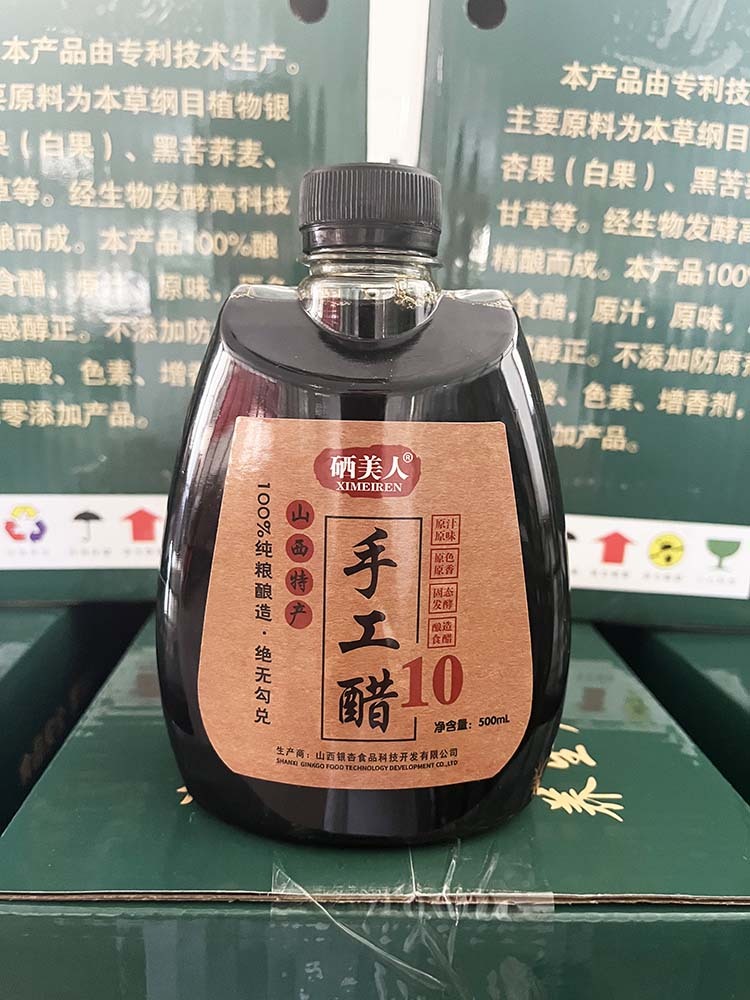 本产品由专利技术生产。
原料为本草纲目植物银
(白果)、黑苦荞麦、
草等。经生物发酵高科技
酿而成。本产品100%酿
食醋,原汁,原味,
感醇正。不添加防
醋酸、色素、增香
零添加产品。
本产品由专利技
主要原料为本草纲目
杏果(白果)、黑苦
甘草等。经生物发酵高
精酿而成。本产品100
食醋,原汁,原味,
醇正。不添加防腐
酸、色素、增香剂,
加产品。
硒美人®
XIMEIREN
山西特产
100%纯粮酿造·绝无勾兑
手工醋
10
原汁
原味
原色
原香
固态
发酵
酿造
食醋
净含量:500mL
生产商:山西银杏食品科技开发有限公司
SHANXI GINKGO FOOD TECHNOLOGY DEVELOPMENT CO.,LTD
养